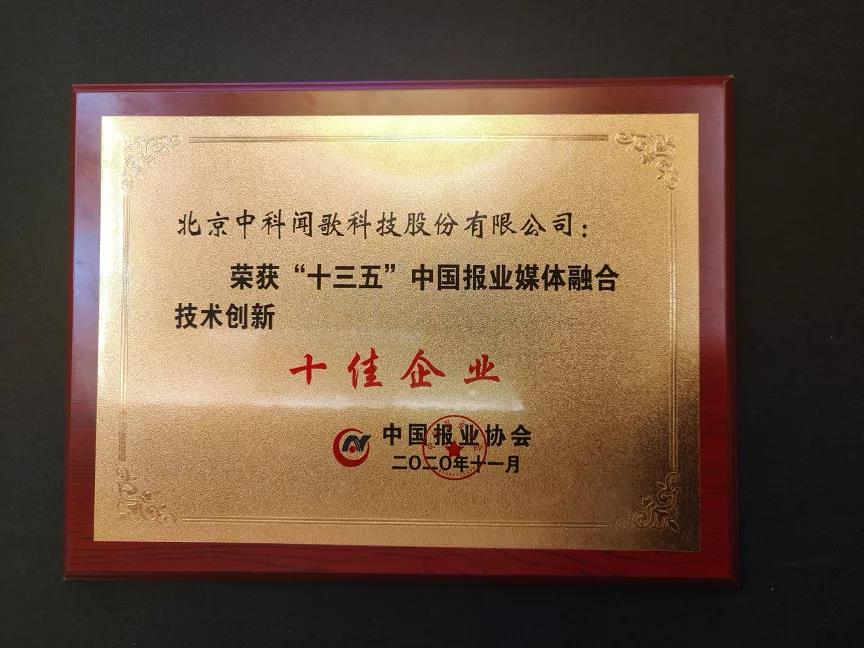 北京中科闻歌科技股份有限公司：
荣获“十三五”中国报业媒体融合
技术创新
十佳企业
中国报业协会
二〇二〇年十一月